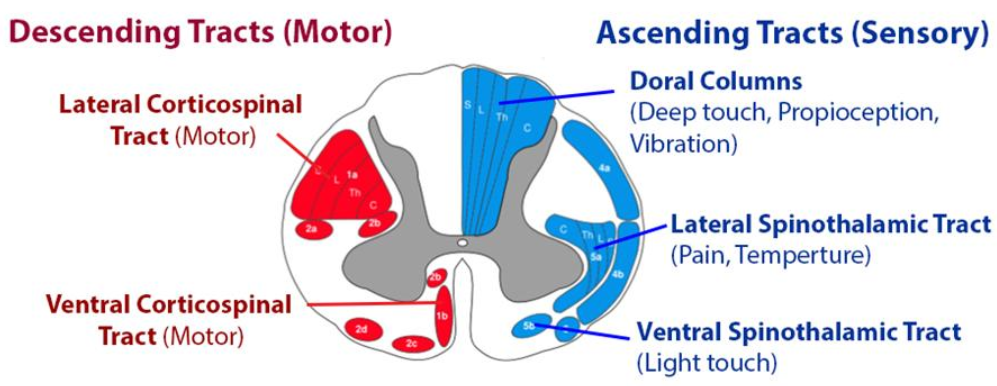 Descending Tracts (Motor)
Ascending Tracts (Sensory)
Lateral Corticospinal
Tract (Motor)
Doral Columns
(Deep touch, Propioception,
Vibration)
S L Th C
L 1a
Th
C
2a 2b
4a
C Th L
5a
4b
Lateral Spinothalamic Tract
(Pain, Temperture)
Ventral Corticospinal
Tract (Motor)
2b
1b
2d 2c
5b
Ventral Spinothalamic Tract
(Light touch)